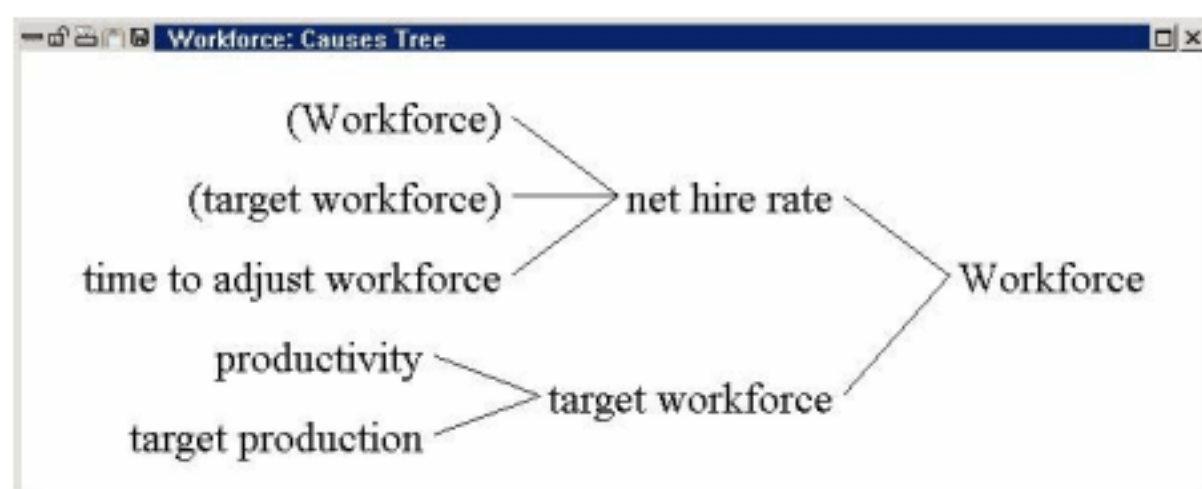 Workforce: Causes Tree
(Workforce)
(target workforce)
net hire rate
time to adjust workforce
Workforce
productivity
target workforce
target production